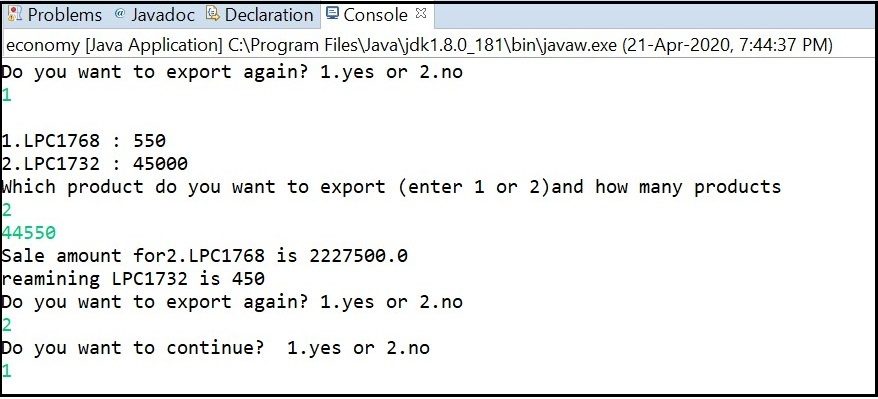 Problems @ Javadoc Declaration Console
economy [Java Application] C:\Program Files\Java\jdk1.8.0_181\bin\javaw.exe (21-Apr-2020, 7:44:37 PM)
Do you want to export again? 1.yes or 2.no
1
1.LPC1768 : 550
2.LPC1732 : 45000
Which product do you want to export (enter 1 or 2)and how many products
2
44550
Sale amount for2.LPC1768 is 2227500.0
reamining LPC1732 is 450
Do you want to export again? 1.yes or 2.no
2
Do you want to continue?  1.yes or 2.no
1